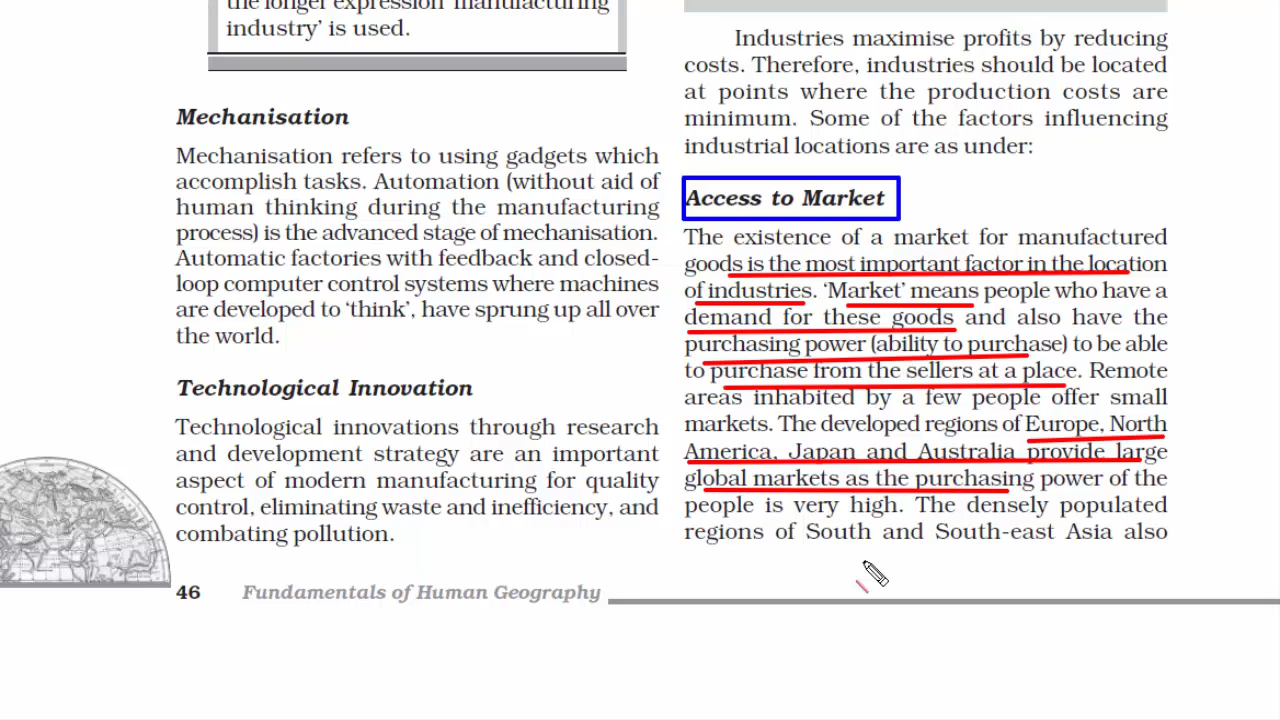 the longer expression 'manufacturing
industry' is used.
Mechanisation
Mechanisation refers to using gadgets which
accomplish tasks. Automation (without aid of
human thinking during the manufacturing
process) is the advanced stage of mechanisation.
Automatic factories with feedback and closed-
loop computer control systems where machines
are developed to 'think', have sprung up all over
the world.
Technological Innovation
Technological innovations through research
and development strategy are an important
aspect of modern manufacturing for quality
control, eliminating waste and inefficiency, and
combating pollution.
Industries maximise profits by reducing
costs. Therefore, industries should be located
at points where the production costs are
minimum. Some of the factors influencing
industrial locations are as under:
Access to Market
The existence of a market for manufactured
goods is the most important factor in the location
of industries. 'Market' means people who have a
demand for these goods and also have the
purchasing power (ability to purchase) to be able
to purchase from the sellers at a place. Remote
areas inhabited by a few people offer small
markets. The developed regions of Europe, North
America, Japan and Australia provide large
global markets as the purchasing power of the
people is very high. The densely populated
regions of South and South-east Asia also
46 Fundamentals of Human Geography